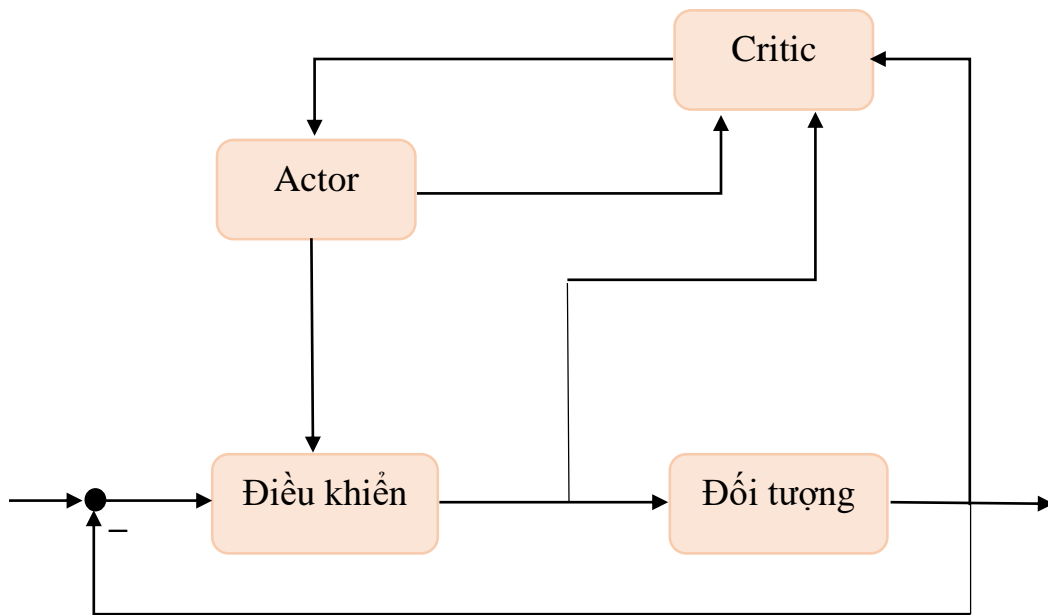 Critic
Actor
Điều khiển
Đối tượng
–